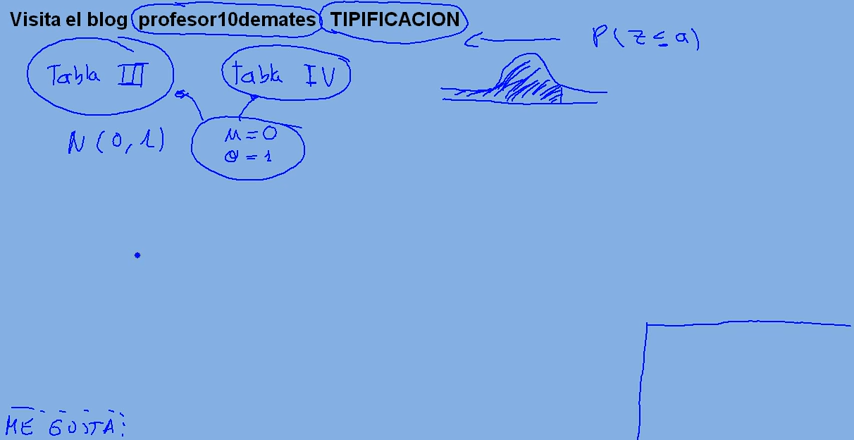 Visita el blog profesor10demates TIPIFICACION
P(Z ≤ a)
Tabla III
tabla IV
N(0,1)
μ=0
σ=1
ME GUSTA: